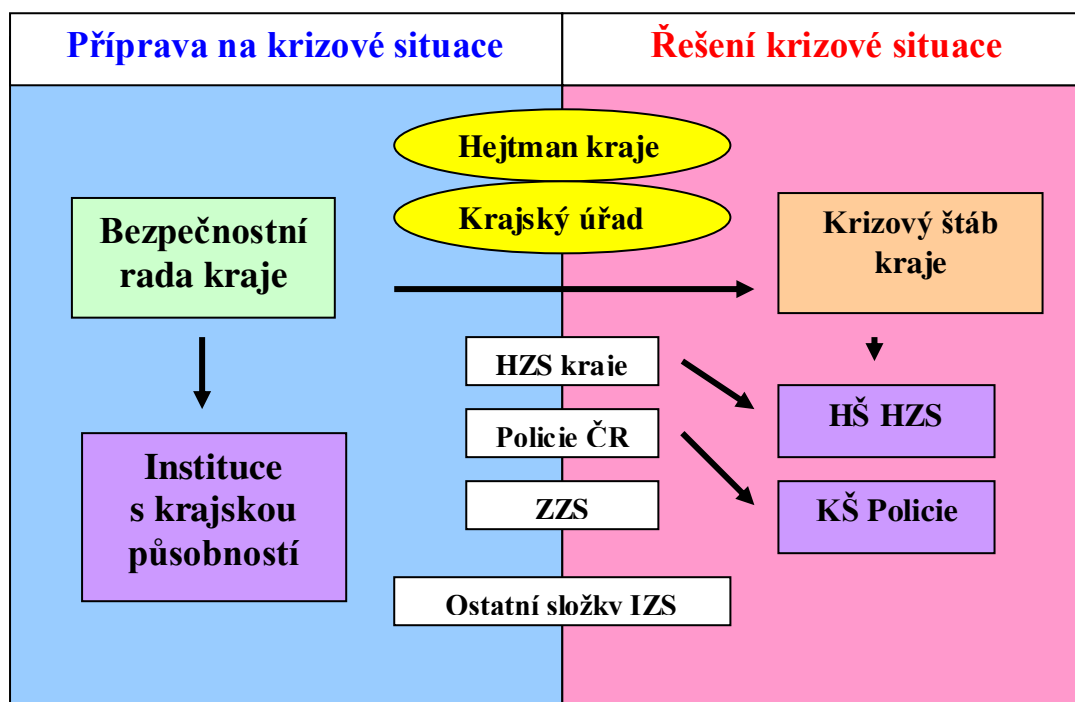 Příprava na krizové situace
Řešení krizové situace
Hejtman kraje
Krajský úřad
Bezpečnostní
rada kraje
Krizový štáb
kraje
HZS kraje
HŠ HZS
Policie ČR
Instituce
s krajskou
působností
ZZS
KŠ Policie
Ostatní složky IZS